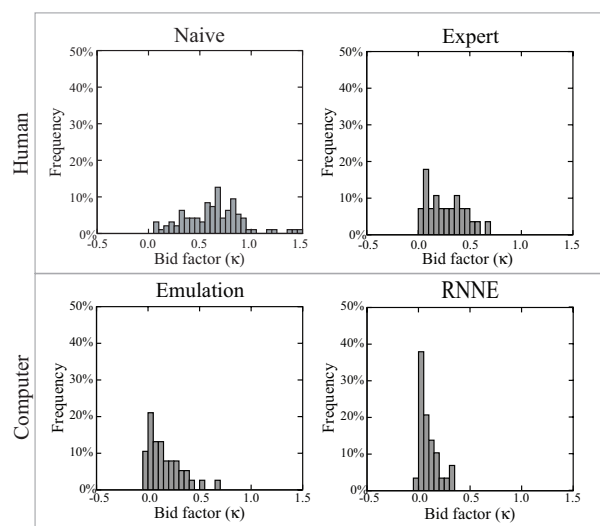 Human
Naive
50%
40%
30%
20%
10%
0%
Frequency
-0.5 0.0 0.5 1.0 1.5
Bid factor (κ)
Expert
50%
40%
30%
20%
10%
0%
Frequency
-0.5 0.0 0.5 1.0 1.5
Bid factor (κ)
Computer
Emulation
50%
40%
30%
20%
10%
0%
Frequency
-0.5 0.0 0.5 1.0 1.5
Bid factor (κ)
RNNE
50%
40%
30%
20%
10%
0%
Frequency
-0.5 0.0 0.5 1.0 1.5
Bid factor (κ)